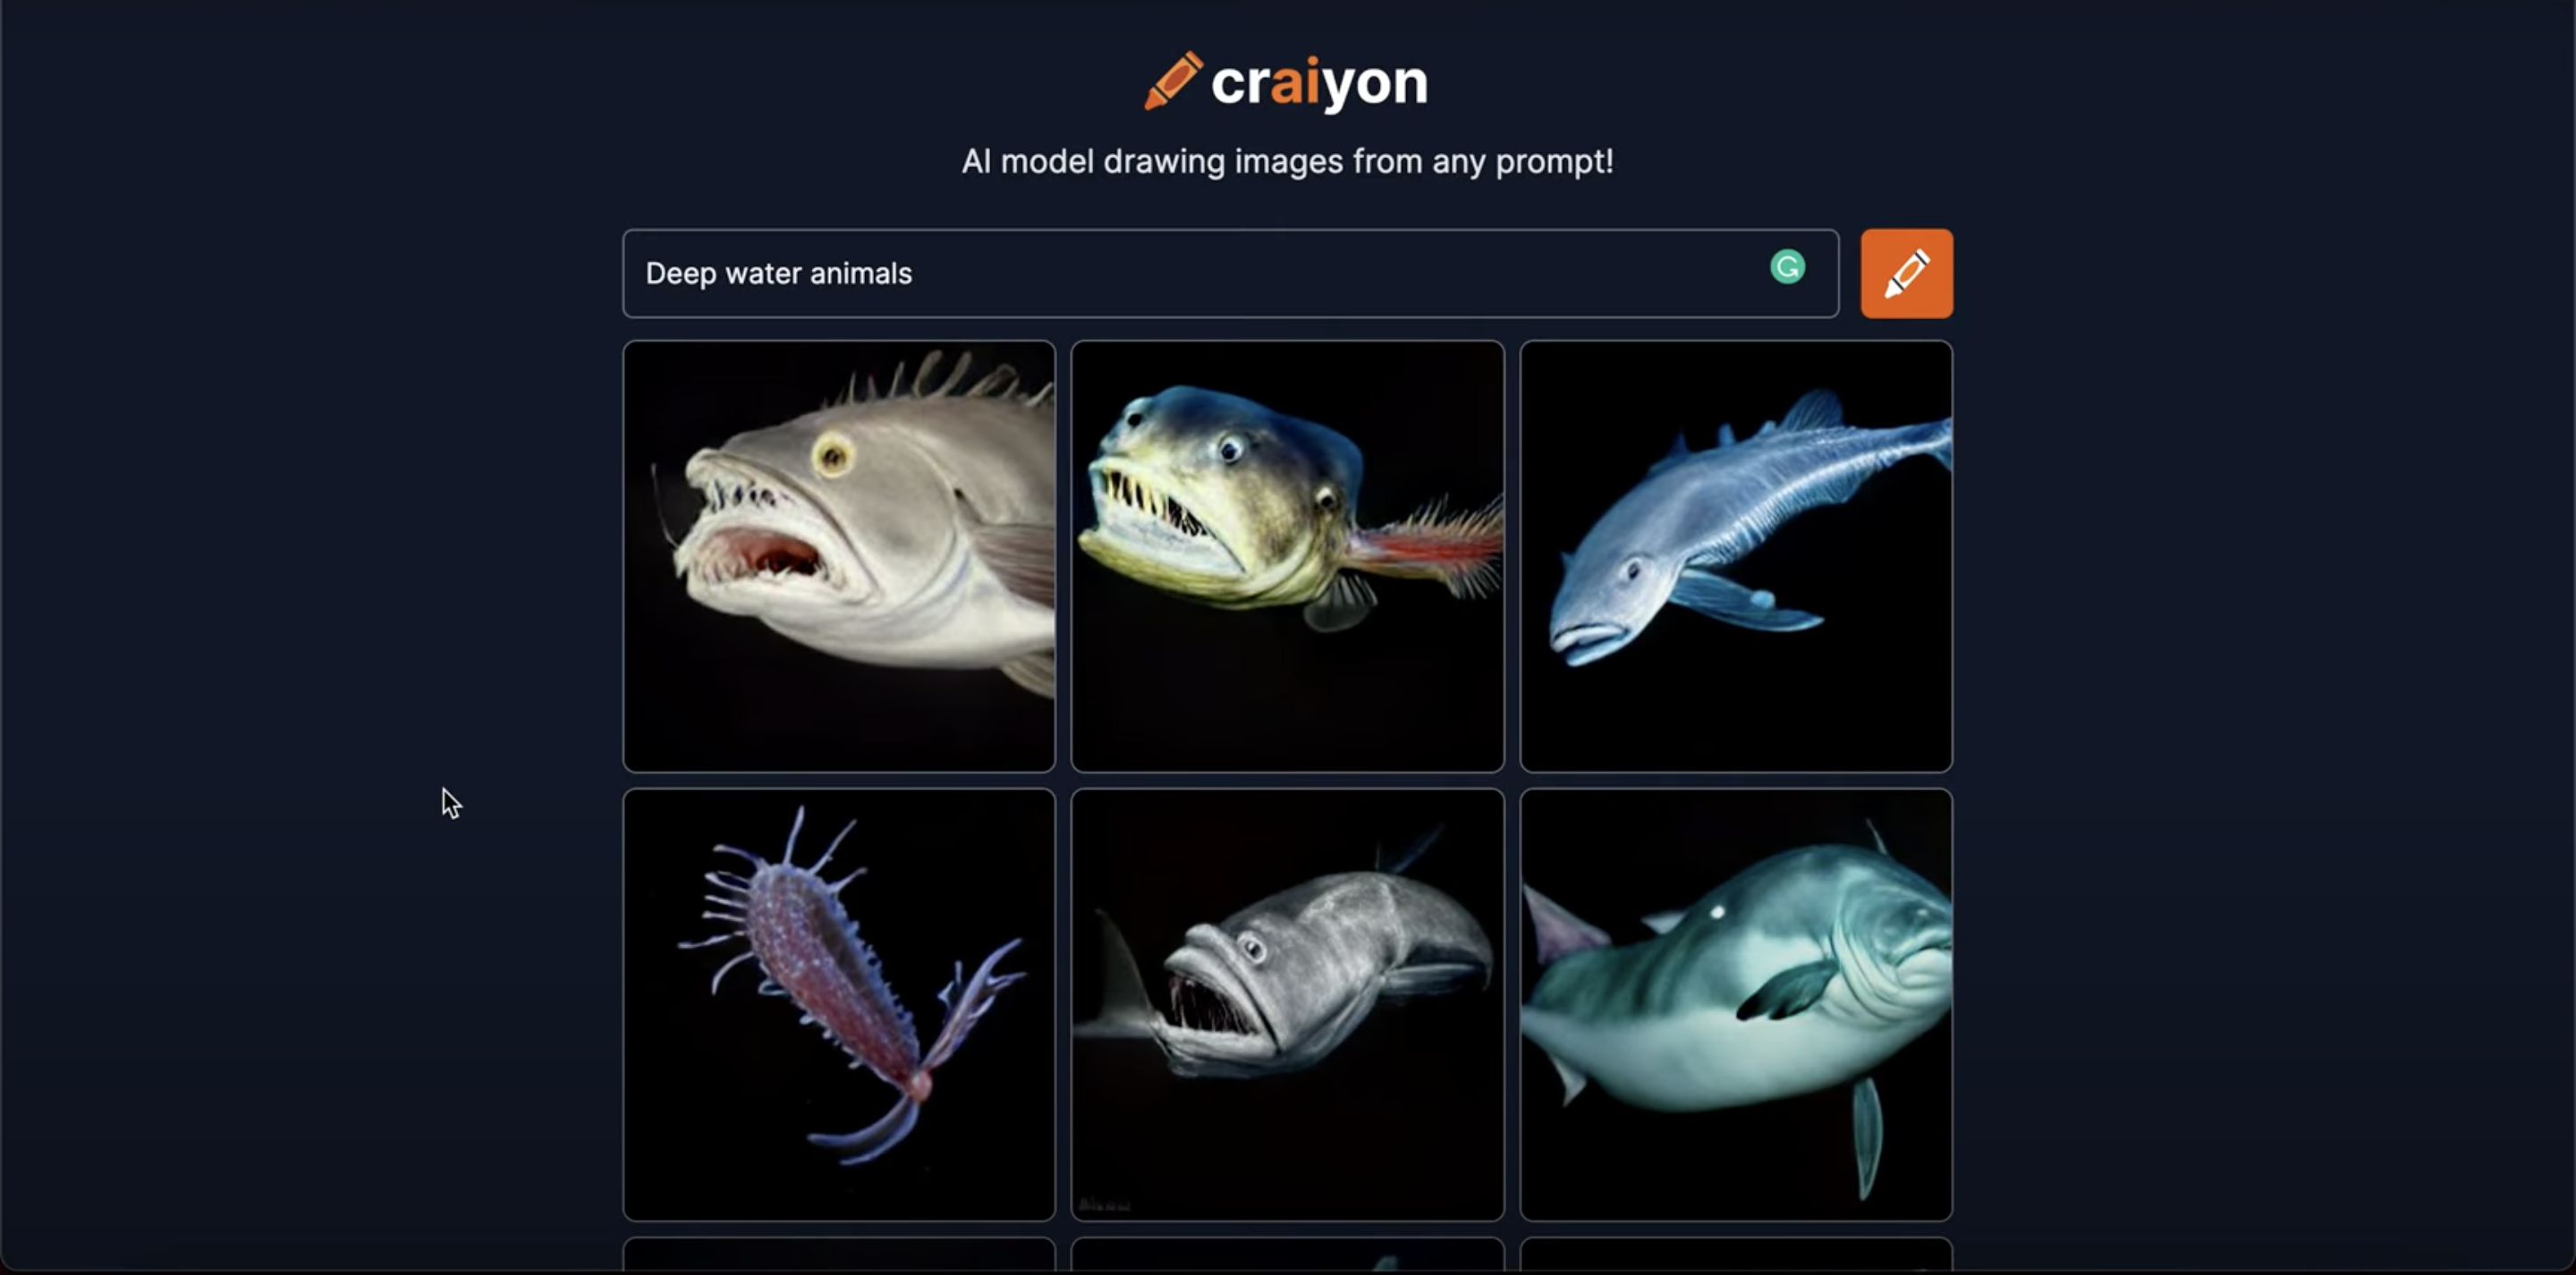 craiyon
AI model drawing images from any prompt!
Deep water animals